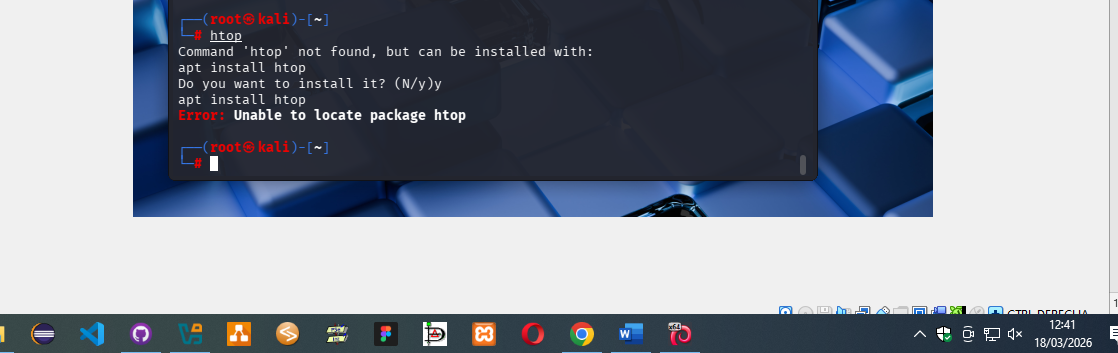 ┌──(root㉿kali)-[~]
└─# htop
Command 'htop' not found, but can be installed with:
apt install htop
Do you want to install it? (N/y)y
apt install htop
Error: Unable to locate package htop
┌──(root㉿kali)-[~]
└─#
12:41
18/03/2026